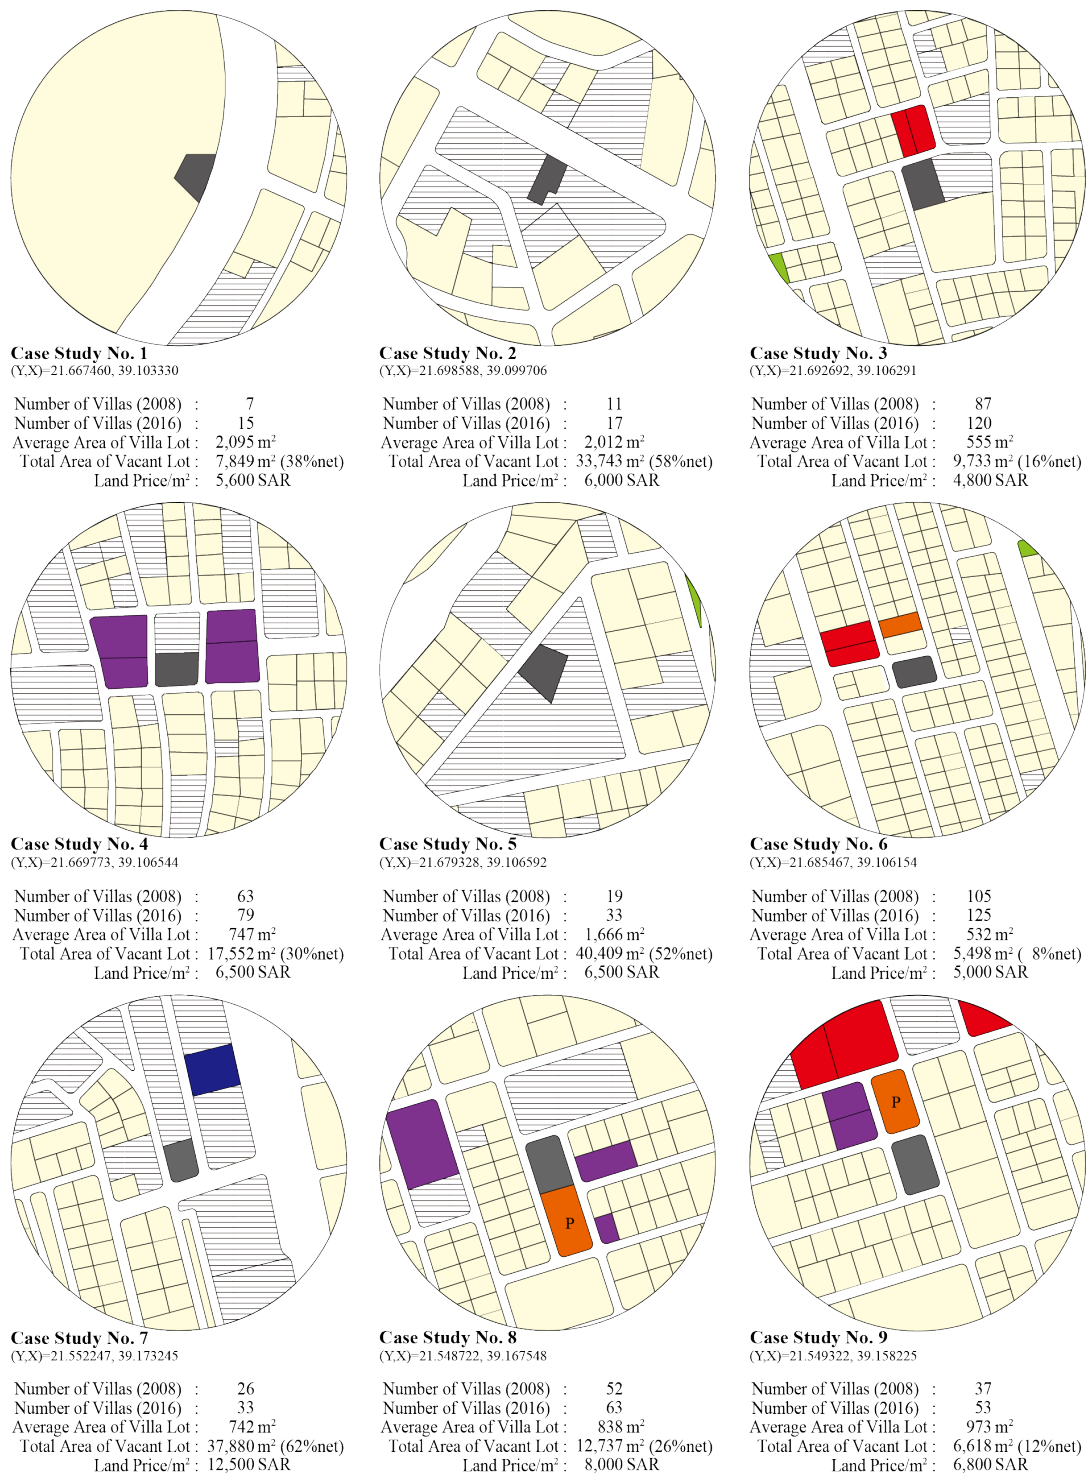 Case Study No. 1
(Y,X)=21.667460, 39.103330
Number of Villas (2008) : 7
Number of Villas (2016) : 15
Average Area of Villa Lot : 2,095 m²
Total Area of Vacant Lot : 7,849 m² (38%net)
Land Price/m² : 5,600 SAR
Case Study No. 2
(Y,X)=21.698588, 39.099706
Number of Villas (2008) : 11
Number of Villas (2016) : 17
Average Area of Villa Lot : 2,012 m²
Total Area of Vacant Lot : 33,743 m² (58%net)
Land Price/m² : 6,000 SAR
Case Study No. 3
(Y,X)=21.692692, 39.106291
Number of Villas (2008) : 87
Number of Villas (2016) : 120
Average Area of Villa Lot : 555 m²
Total Area of Vacant Lot : 9,733 m² (16%net)
Land Price/m² : 4,800 SAR
Case Study No. 4
(Y,X)=21.669773, 39.106544
Number of Villas (2008) : 63
Number of Villas (2016) : 79
Average Area of Villa Lot : 747 m²
Total Area of Vacant Lot : 17,552 m² (30%net)
Land Price/m² : 6,500 SAR
Case Study No. 5
(Y,X)=21.679328, 39.106592
Number of Villas (2008) : 19
Number of Villas (2016) : 33
Average Area of Villa Lot : 1,666 m²
Total Area of Vacant Lot : 40,409 m² (52%net)
Land Price/m² : 6,500 SAR
Case Study No. 6
(Y,X)=21.685467, 39.106154
Number of Villas (2008) : 105
Number of Villas (2016) : 125
Average Area of Villa Lot : 532 m²
Total Area of Vacant Lot : 5,498 m² ( 8%net)
Land Price/m² : 5,000 SAR
Case Study No. 7
(Y,X)=21.552247, 39.173245
Number of Villas (2008) : 26
Number of Villas (2016) : 33
Average Area of Villa Lot : 742 m²
Total Area of Vacant Lot : 37,880 m² (62%net)
Land Price/m² : 12,500 SAR
P
Case Study No. 8
(Y,X)=21.548722, 39.167548
Number of Villas (2008) : 52
Number of Villas (2016) : 63
Average Area of Villa Lot : 838 m²
Total Area of Vacant Lot : 12,737 m² (26%net)
Land Price/m² : 8,000 SAR
P
Case Study No. 9
(Y,X)=21.549322, 39.158225
Number of Villas (2008) : 37
Number of Villas (2016) : 53
Average Area of Villa Lot : 973 m²
Total Area of Vacant Lot : 6,618 m² (12%net)
Land Price/m² : 6,800 SAR